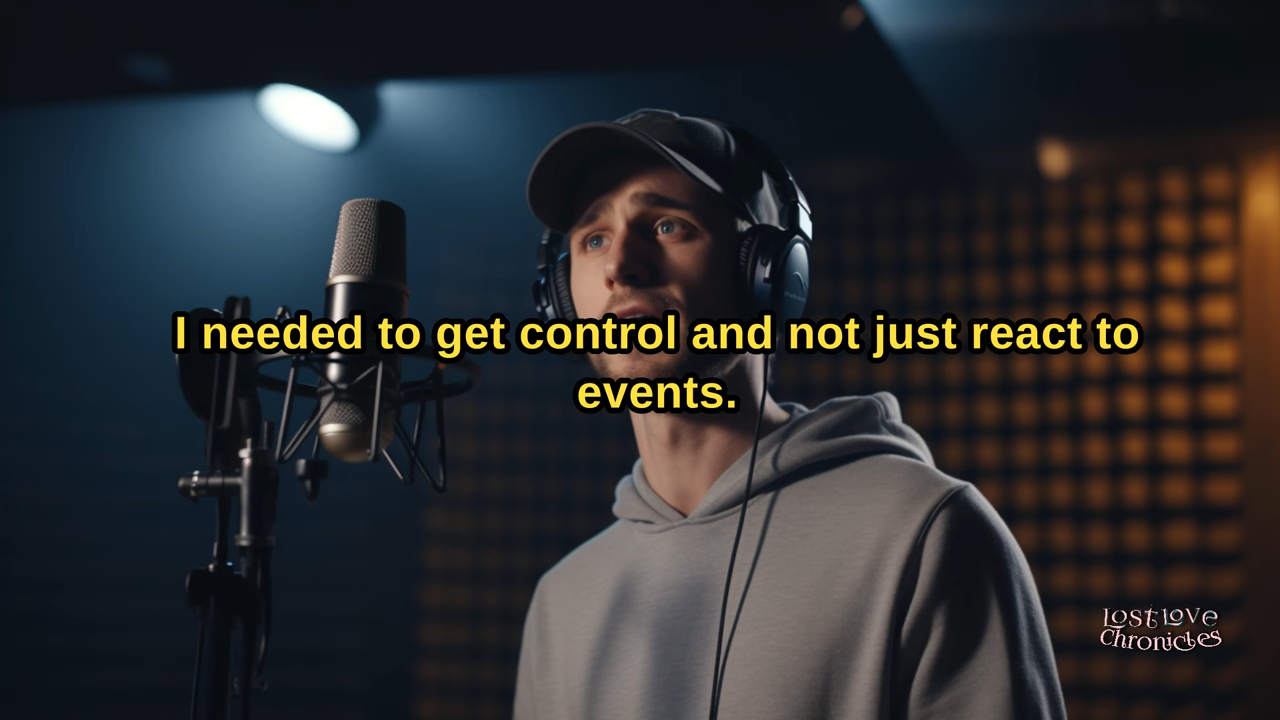 I needed to get control and not just react to
events.
Lost Love
Chronicles